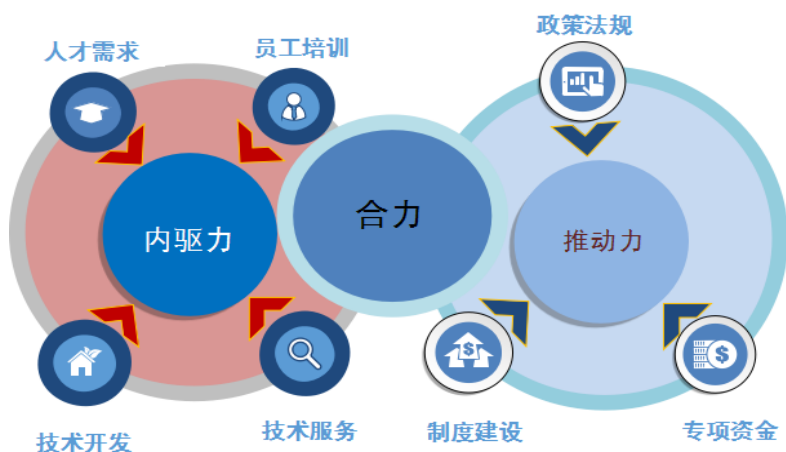 政策法规
人才需求
员工培训
合力
内驱力
推动力
技术开发
技术服务
制度建设
专项资金